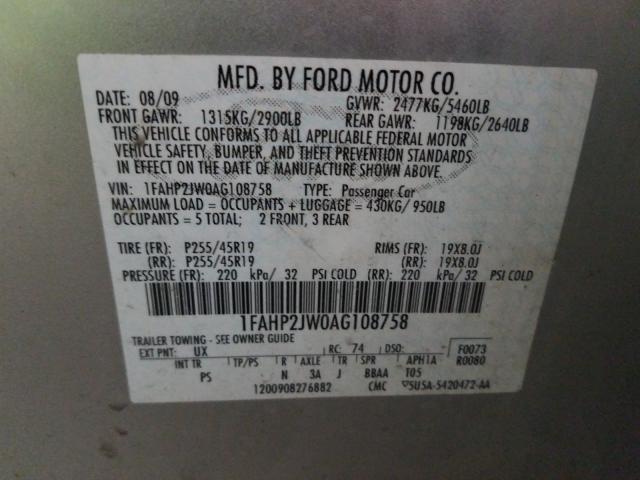 MFD. BY FORD MOTOR CO.
DATE: 08/09 GVWR: 2477KG/5460LB
FRONT GAWR: 1315KG/2900LB REAR GAWR: 1198KG/2640LB
THIS VEHICLE CONFORMS TO ALL APPLICABLE FEDERAL MOTOR
VEHICLE SAFETY, BUMPER, AND THEFT PREVENTION STANDARDS
IN EFFECT ON THE DATE OF MANUFACTURE SHOWN ABOVE.
VIN: 1FAHP2JW0AG108758 TYPE: Passenger Car
MAXIMUM LOAD = OCCUPANTS + LUGGAGE = 430KG/ 950LB
OCCUPANTS = 5 TOTAL; 2 FRONT, 3 REAR
TIRE (FR): P255/45R19 RIMS (FR): 19X8.0J
(RR): P255/45R19 (RR): 19X8.0J
PRESSURE (FR): 220 kPa/ 32 PSI COLD (RR): 220 kPa/ 32 PSI COLD
1FAHP2JW0AG108758
TRAILER TOWING - SEE OWNER GUIDE
EXT PNT: UX RC: 74 DSO: F0073
INT TR TP/PS R AXLE TR SPR APH1A R0080
PS N 3A J BBAA T05
1200908276882 CMC 5U5A-5420472-AA